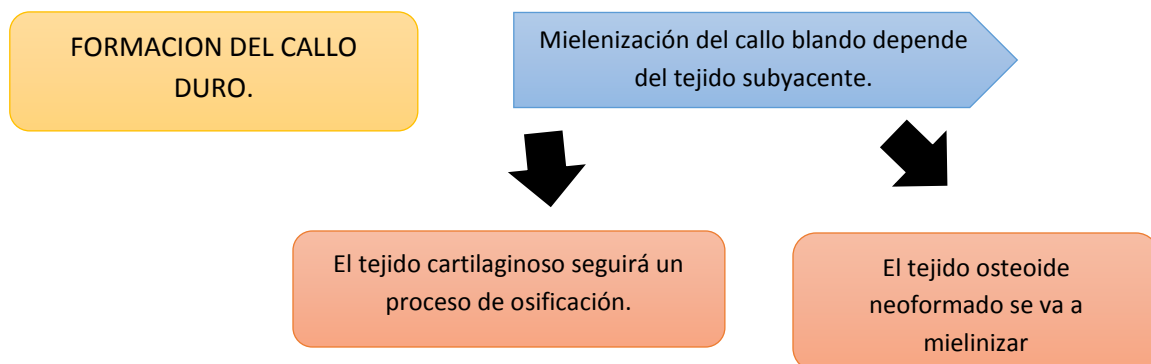 FORMACION DEL CALLO
DURO.
Mielenización del callo blando depende
del tejido subyacente.
El tejido cartilaginoso seguirá un
proceso de osificación.
El tejido osteoide
neoformado se va a
mielinizar